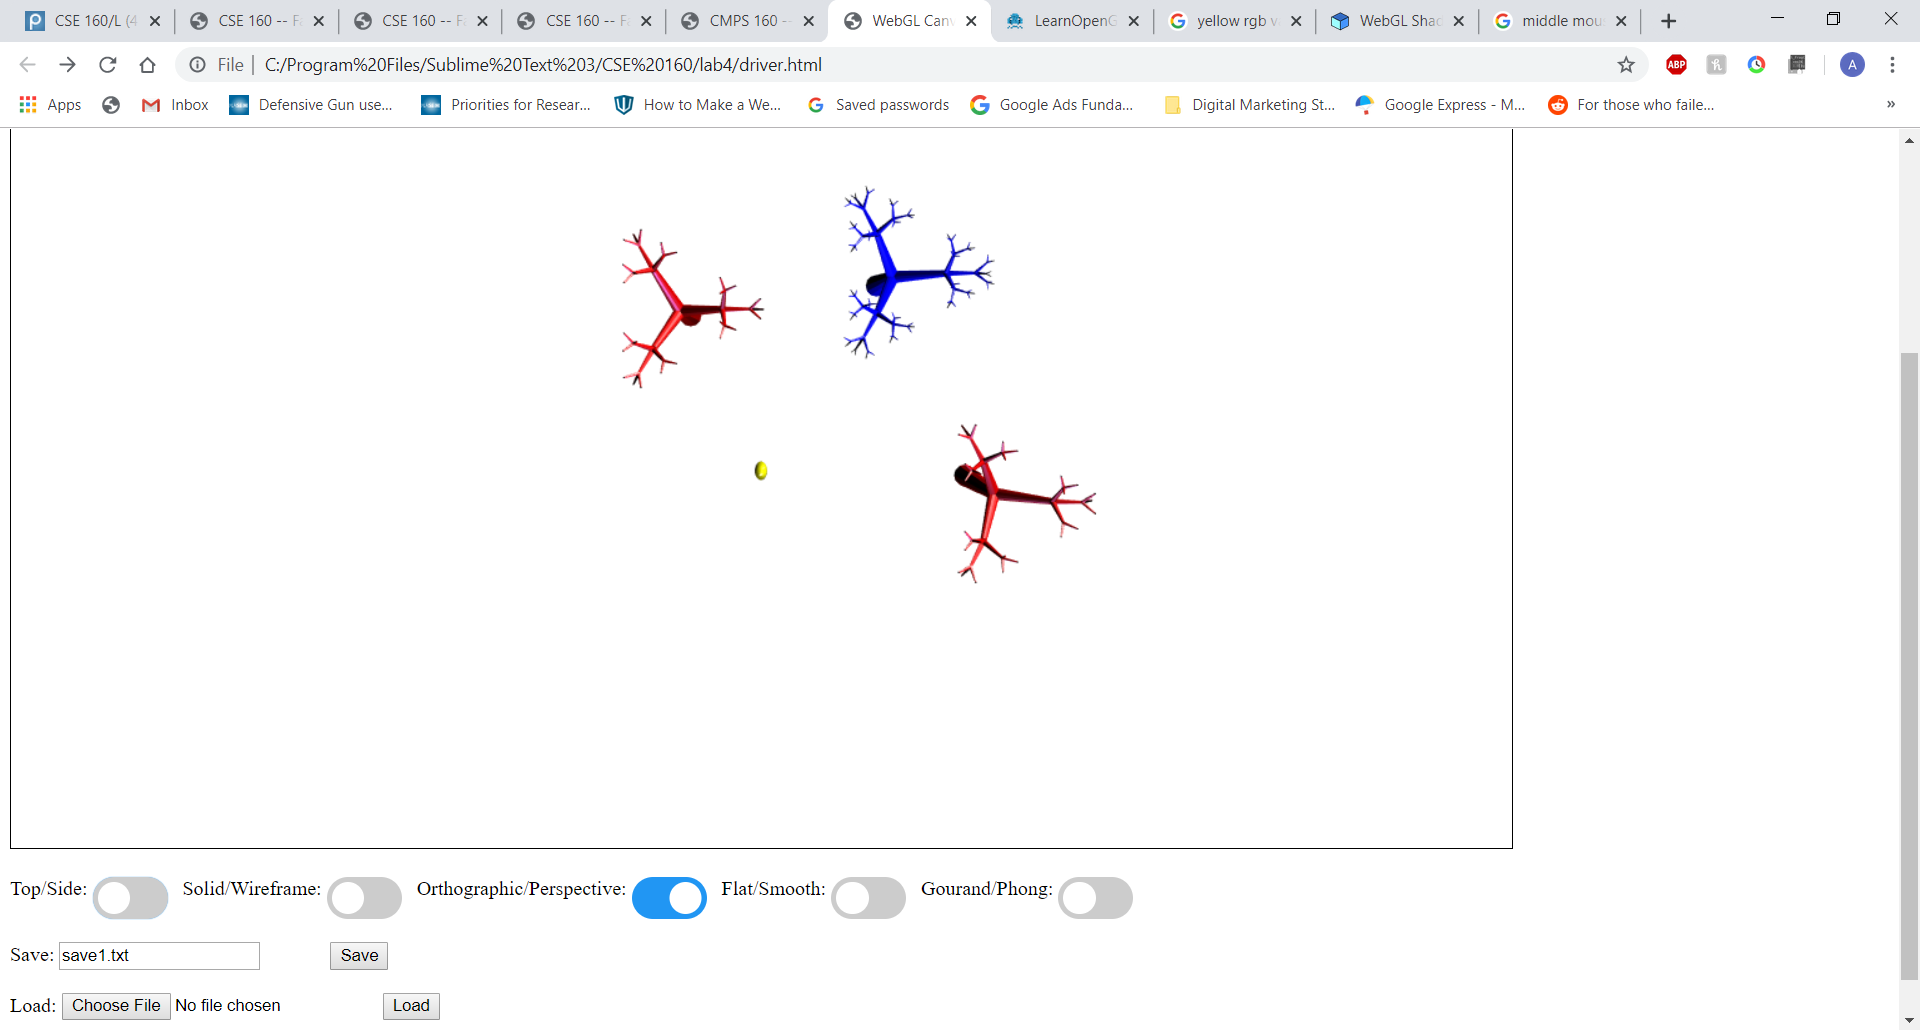 CSE 160/L (4
CSE 160 -- F
CSE 160 -- F
CSE 160 -- F
CMPS 160 --
WebGL Can
LearnOpenG
yellow rgb v
WebGL Shad
middle mou
File
C:/Program%20Files/Sublime%20Text%203/CSE%20160/lab4/driver.html
ABP
A
Apps
Inbox
Defensive Gun use...
Priorities for Resear...
How to Make a We...
Saved passwords
Google Ads Funda...
Digital Marketing St...
Google Express - M...
For those who faile...
»
Top/Side: Solid/Wireframe: Orthographic/Perspective: Flat/Smooth: Gourand/Phong:
Save: save1.txt Save
Load: Choose File No file chosen Load